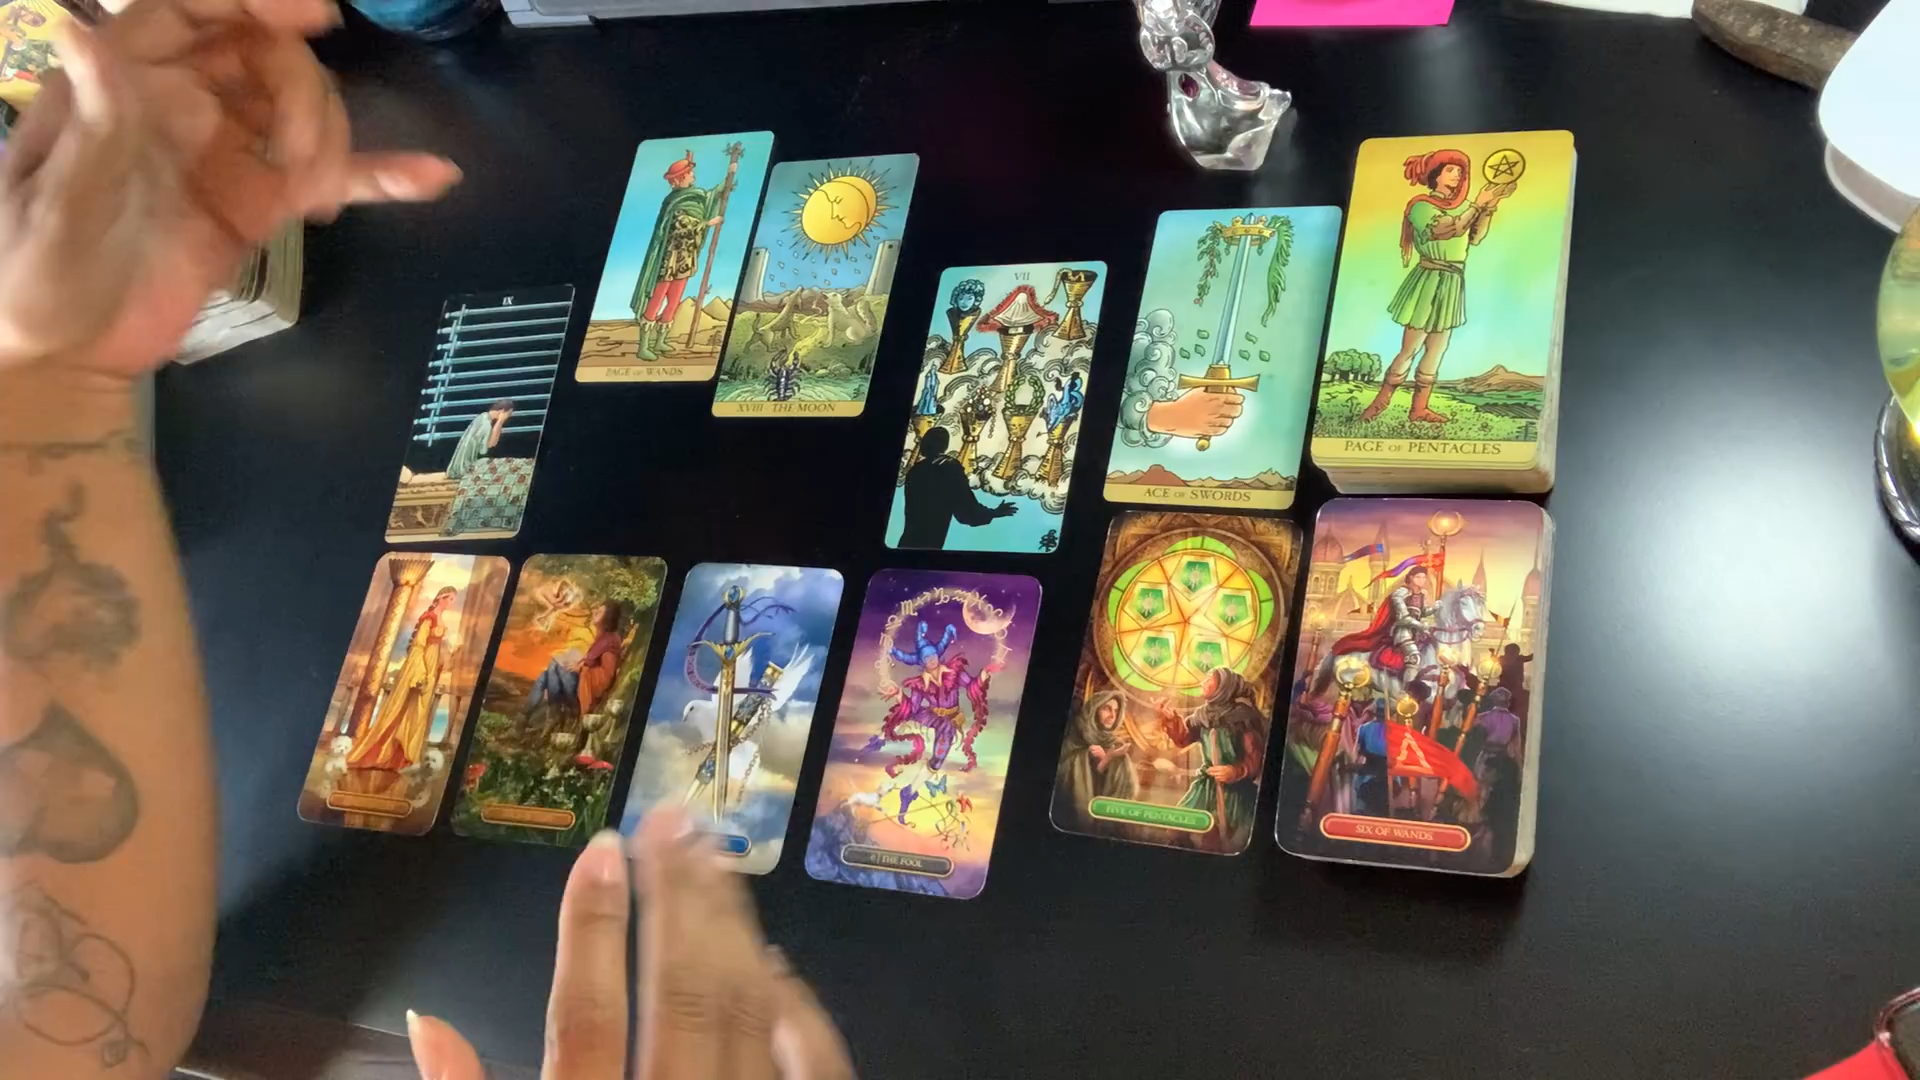 PAGE OF WANDS
XVIII · THE MOON
IX
VII
ACE OF SWORDS
PAGE OF PENTACLES
0 | THE FOOL
FIVE OF PENTACLES
SIX OF WANDS